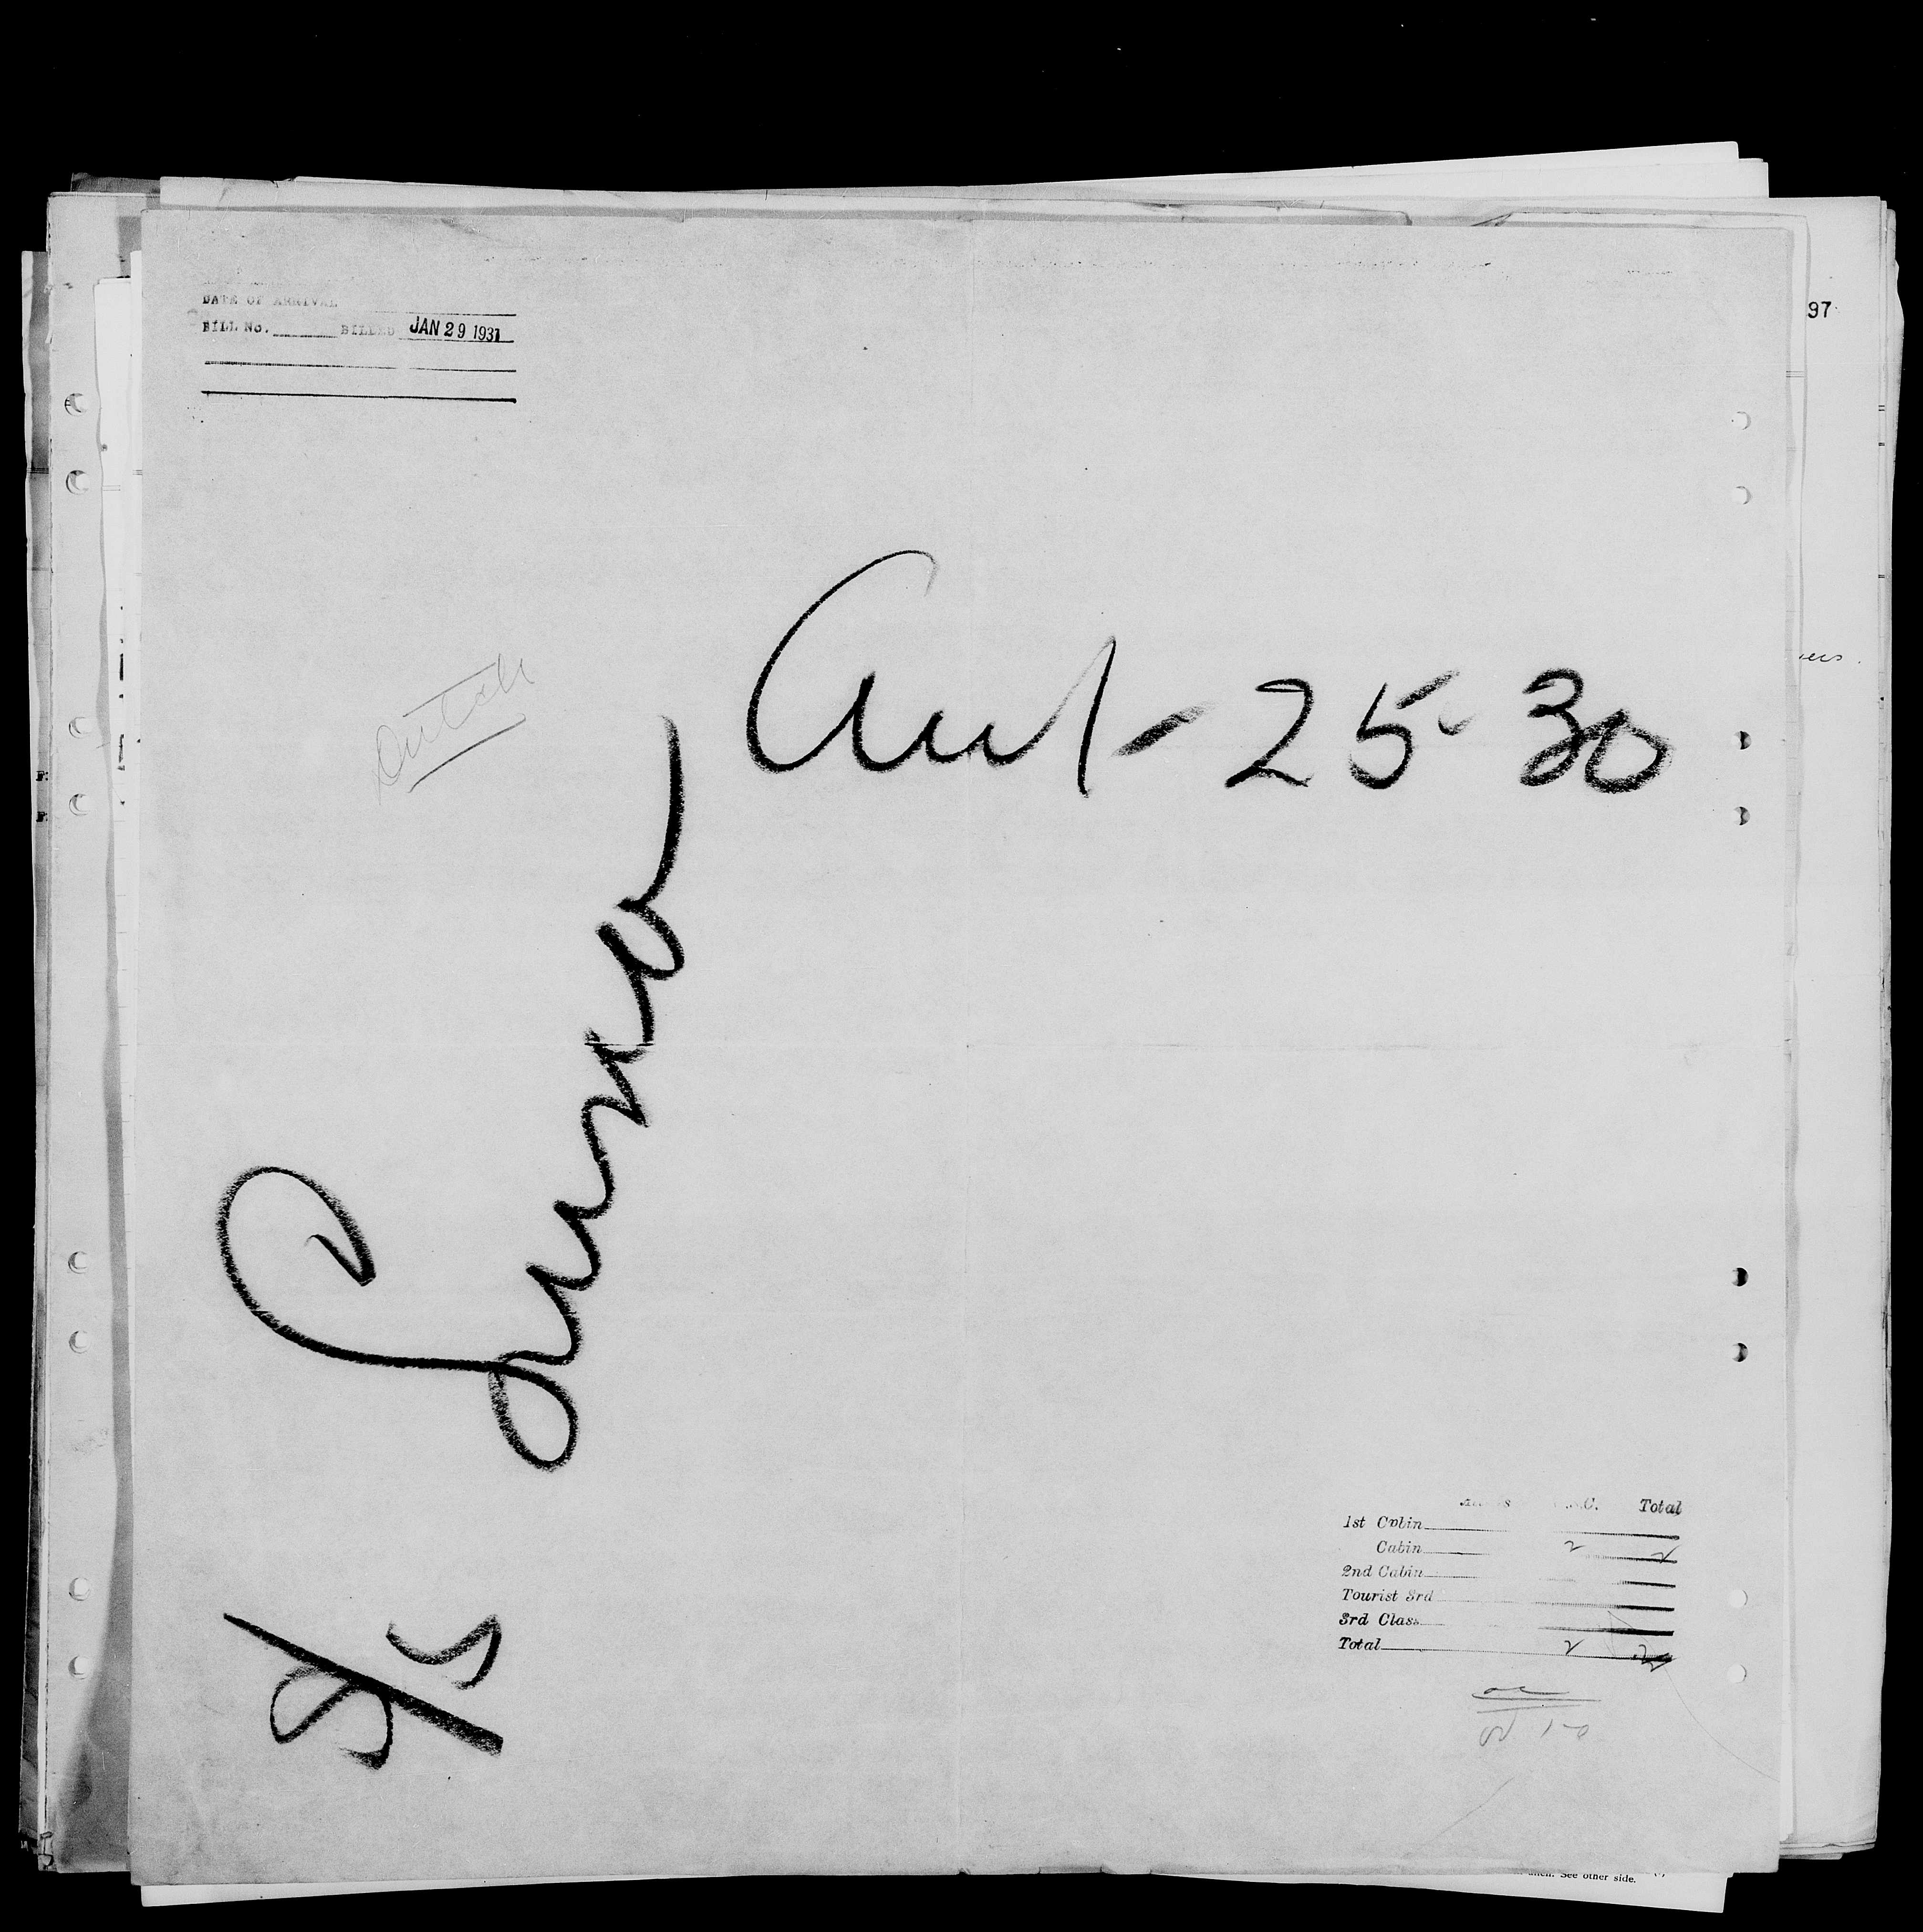 DATE OF ARRIVAL
BILL No. BILLED JAN 29 1931
97
Dutch
Aut- 25- 30
S/S
Total
1st Cabin
Cabin 2 2
2nd Cabin
Tourist 3rd
3rd Class
Total 2 2
See other side.